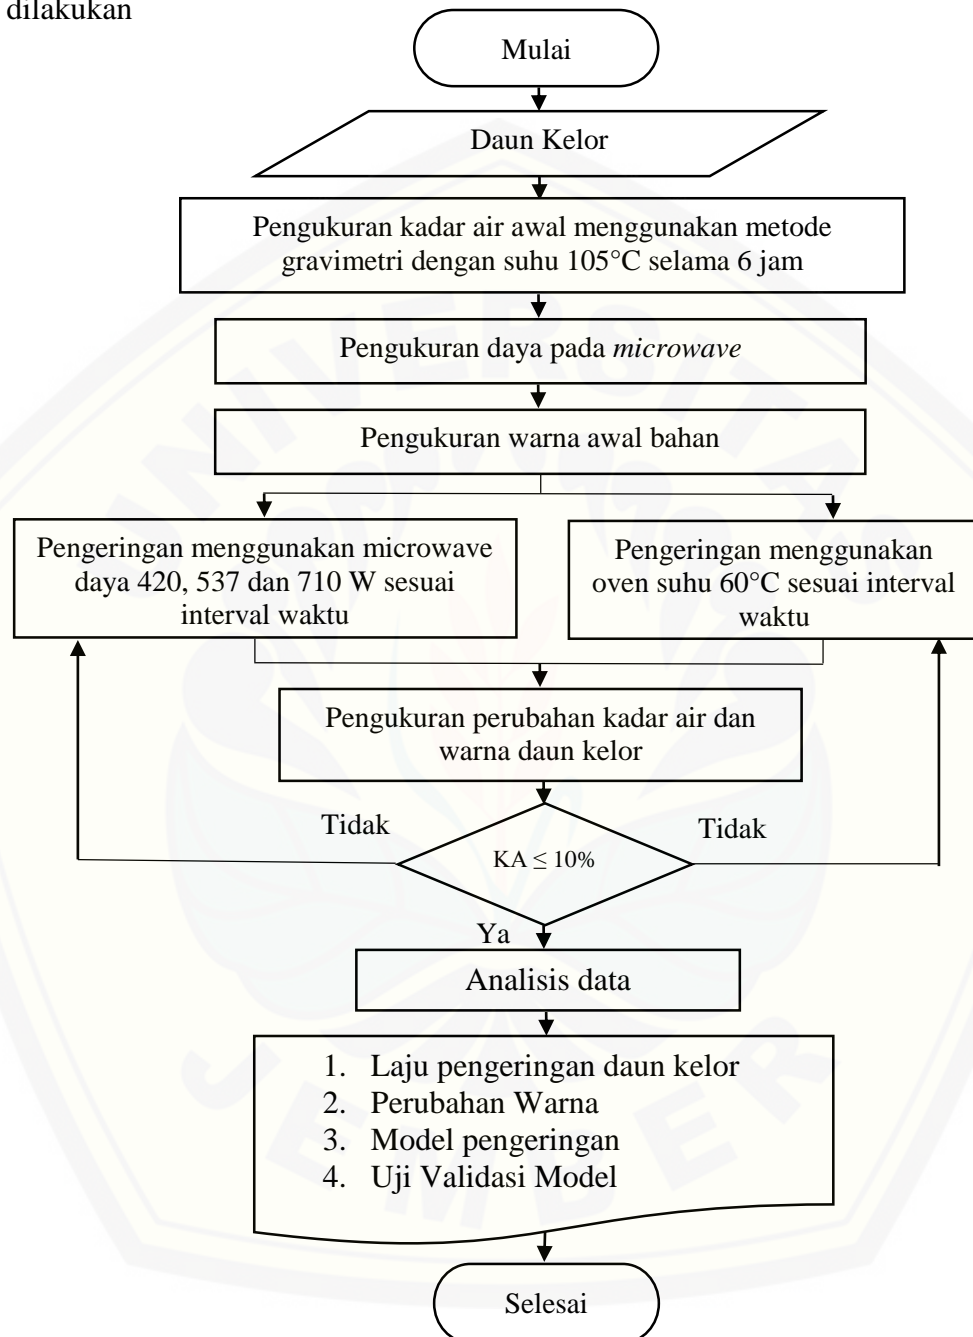 dilakukan
Mulai
Daun Kelor
Pengukuran kadar air awal menggunakan metode
gravimetri dengan suhu 105°C selama 6 jam
Pengukuran daya pada microwave
Pengukuran warna awal bahan
Pengeringan menggunakan microwave
daya 420, 537 dan 710 W sesuai
interval waktu
Pengeringan menggunakan
oven suhu 60°C sesuai interval
waktu
Pengukuran perubahan kadar air dan
warna daun kelor
Tidak
KA ≤ 10%
Tidak
Ya
Analisis data
1. Laju pengeringan daun kelor
2. Perubahan Warna
3. Model pengeringan
4. Uji Validasi Model
Selesai
UNIVERSITAS
JEMBER